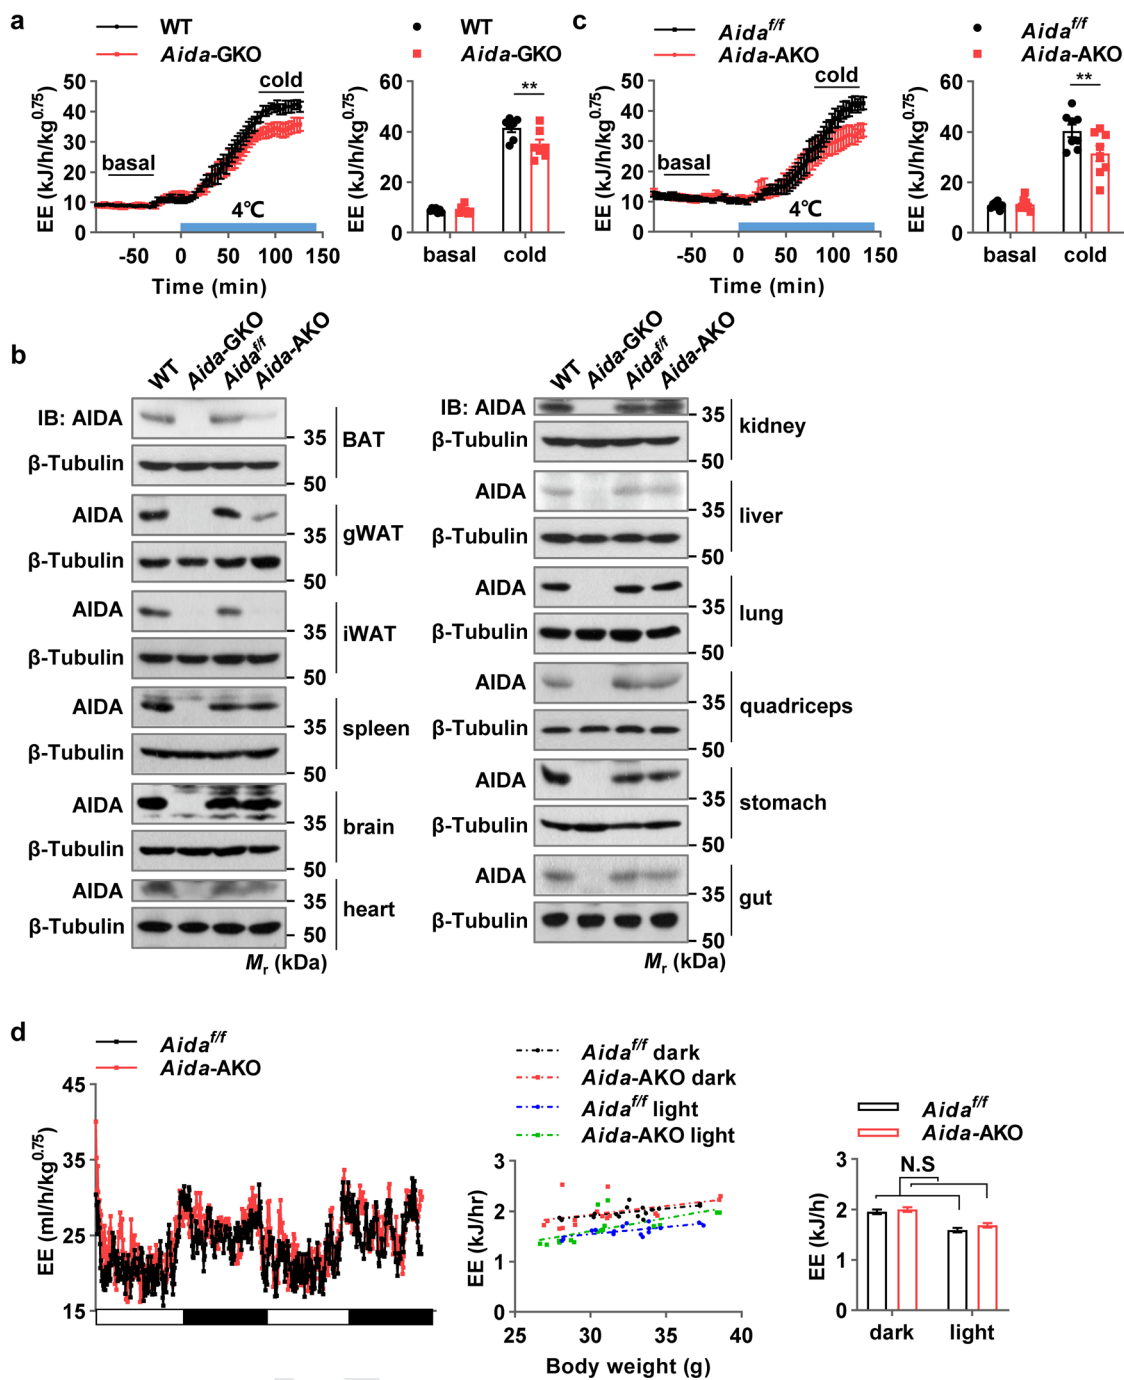 a
WT
Aida-GKO
cold
EE (kJ/h/kg0.75)
50
40
30
20
10
0
basal
4℃
-50
0
50
100
150
Time (min)
WT
Aida-GKO
**
EE (kJ/h/kg0.75)
60
40
20
0
basal
cold
c
Aidaf/f
Aida-AKO
cold
EE (kJ/h/kg0.75)
50
40
30
20
10
0
basal
4℃
-50
0
50
100
150
Time (min)
Aidaf/f
Aida-AKO
**
EE (kJ/h/kg0.75)
60
40
20
0
basal
cold
b
WT
Aida-GKO
Aidaf/f
Aida-AKO
IB: AIDA
35
β-Tubulin
50
BAT
AIDA
35
β-Tubulin
50
gWAT
AIDA
35
β-Tubulin
50
iWAT
AIDA
35
β-Tubulin
50
spleen
AIDA
35
β-Tubulin
50
brain
AIDA
35
β-Tubulin
50
heart
Mr (kDa)
WT
Aida-GKO
Aidaf/f
Aida-AKO
IB: AIDA
35
β-Tubulin
50
kidney
AIDA
35
β-Tubulin
50
liver
AIDA
35
β-Tubulin
50
lung
AIDA
35
β-Tubulin
50
quadriceps
AIDA
35
β-Tubulin
50
stomach
AIDA
35
β-Tubulin
50
gut
Mr (kDa)
d
Aidaf/f
Aida-AKO
EE (ml/h/kg0.75)
45
35
25
15
Aidaf/f dark
Aida-AKO dark
Aidaf/f light
Aida-AKO light
EE (kJ/hr)
3
2
1
0
25
30
35
40
Body weight (g)
Aidaf/f
Aida-AKO
N.S
EE (kJ/h)
3
2
1
0
dark
light